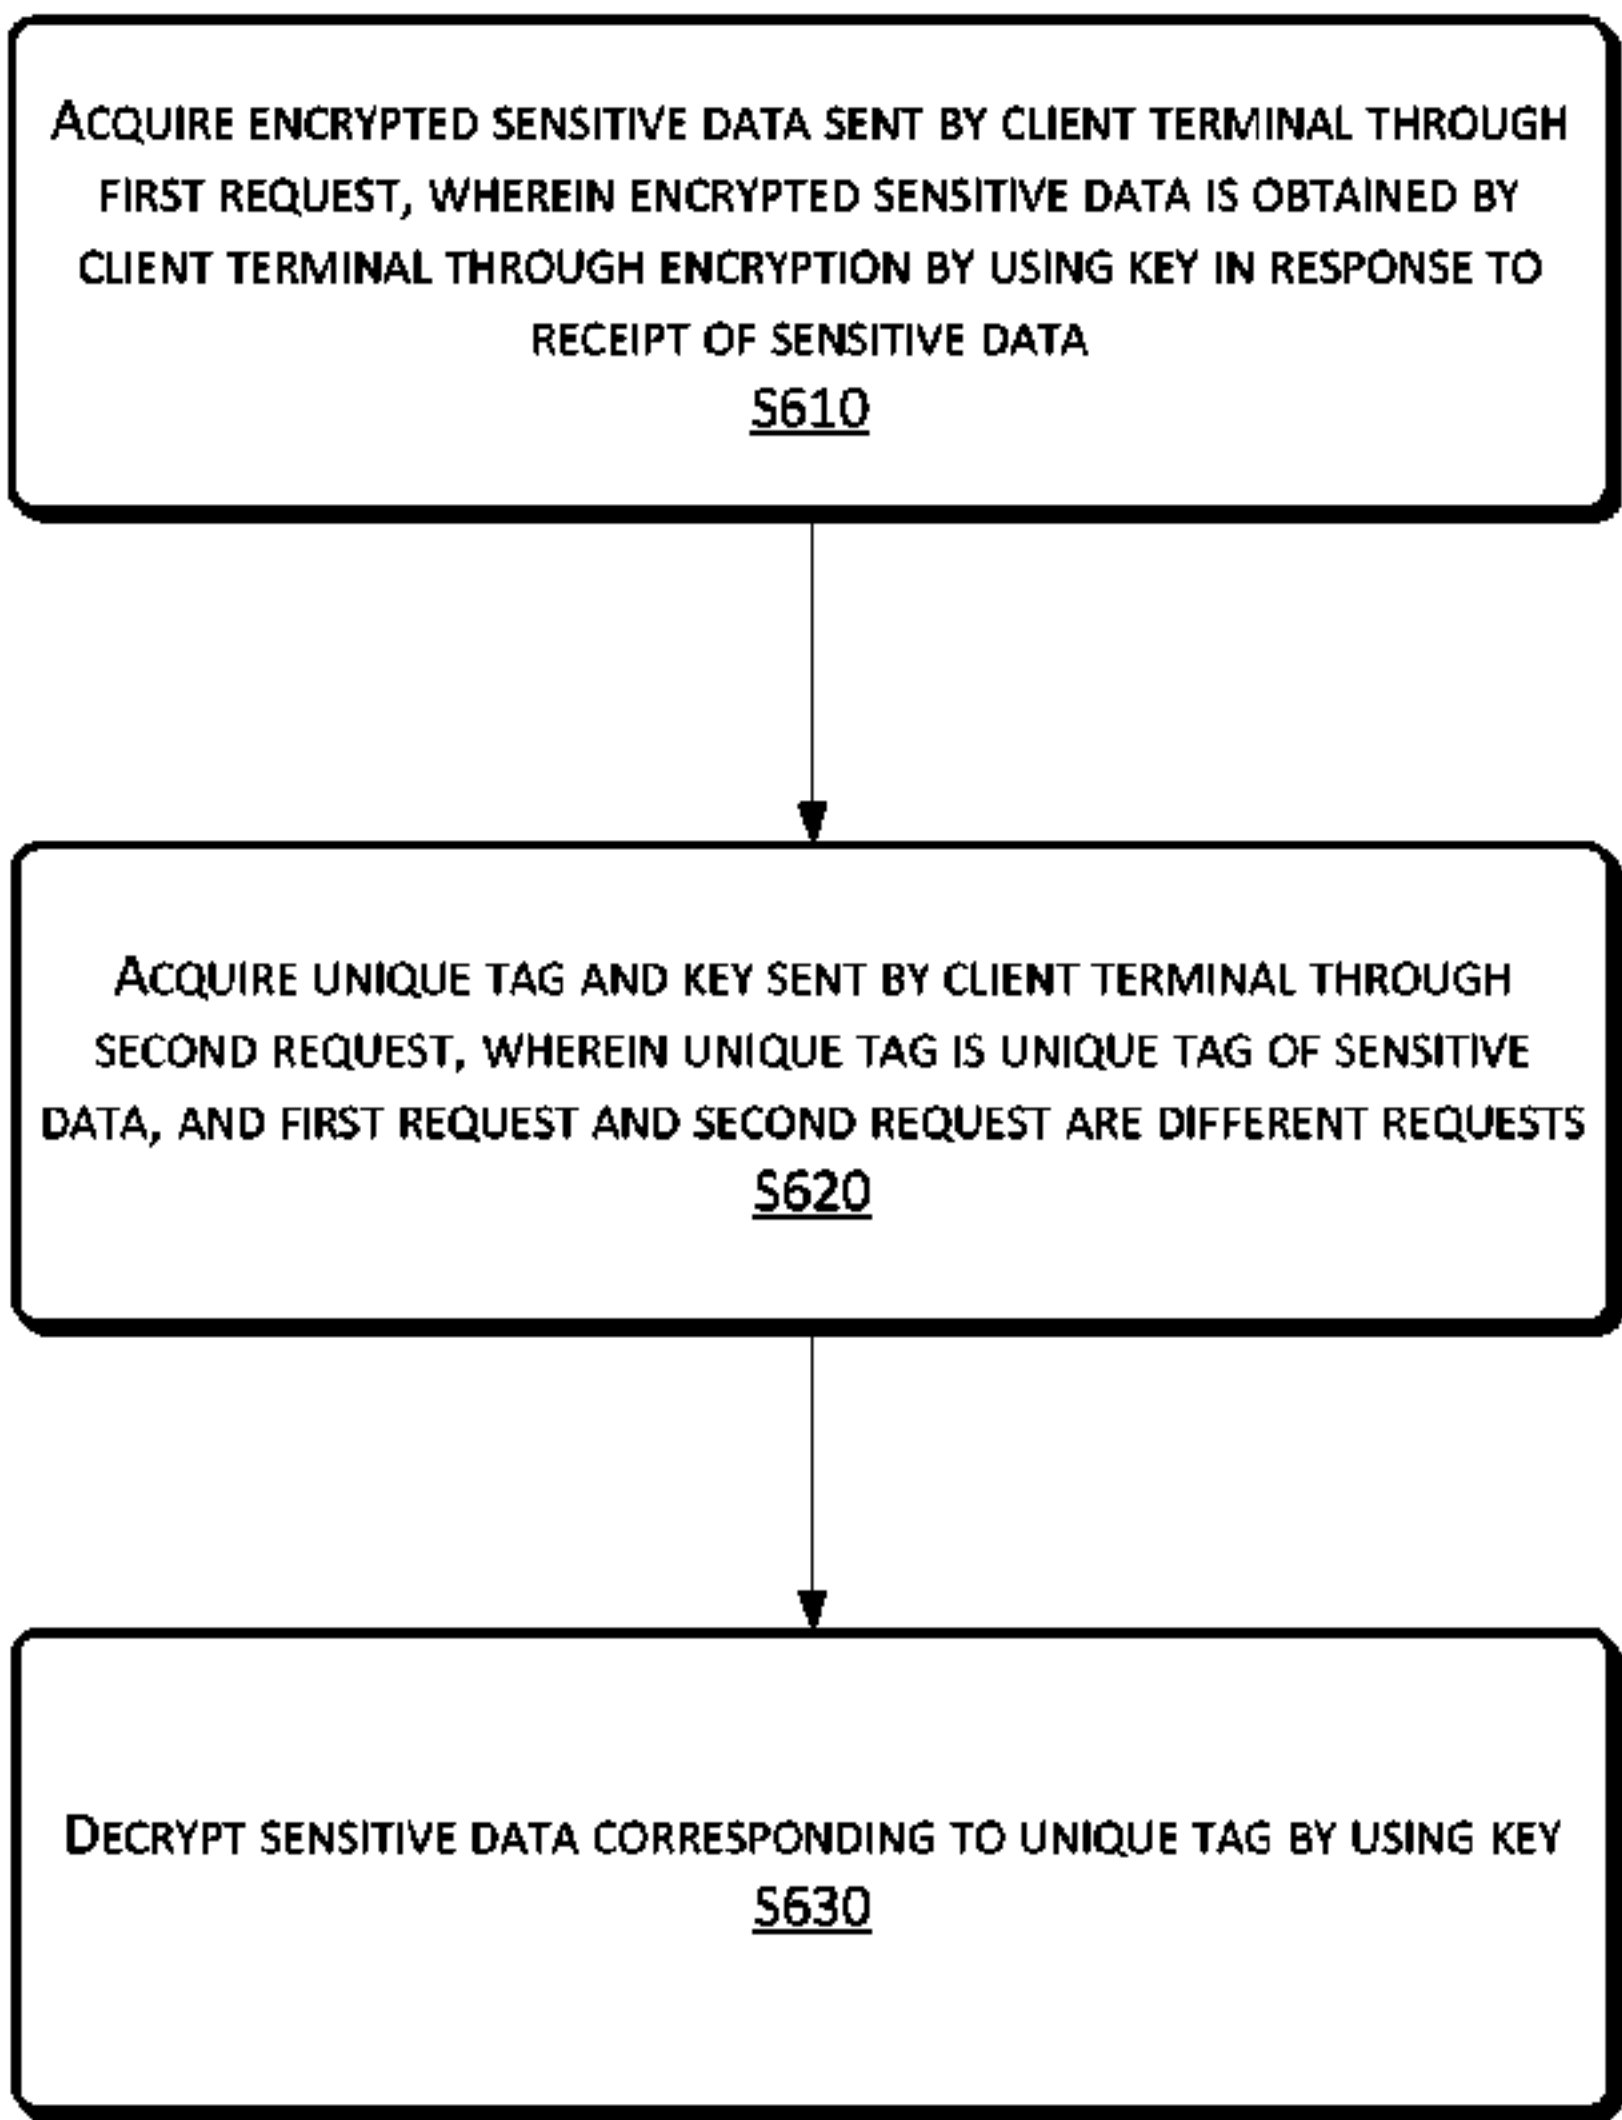 ACQUIRE ENCRYPTED SENSITIVE DATA SENT BY CLIENT TERMINAL THROUGH
FIRST REQUEST, WHEREIN ENCRYPTED SENSITIVE DATA IS OBTAINED BY
CLIENT TERMINAL THROUGH ENCRYPTION BY USING KEY IN RESPONSE TO
RECEIPT OF SENSITIVE DATA
S610
ACQUIRE UNIQUE TAG AND KEY SENT BY CLIENT TERMINAL THROUGH
SECOND REQUEST, WHEREIN UNIQUE TAG IS UNIQUE TAG OF SENSITIVE
DATA, AND FIRST REQUEST AND SECOND REQUEST ARE DIFFERENT REQUESTS
S620
DECRYPT SENSITIVE DATA CORRESPONDING TO UNIQUE TAG BY USING KEY
S630